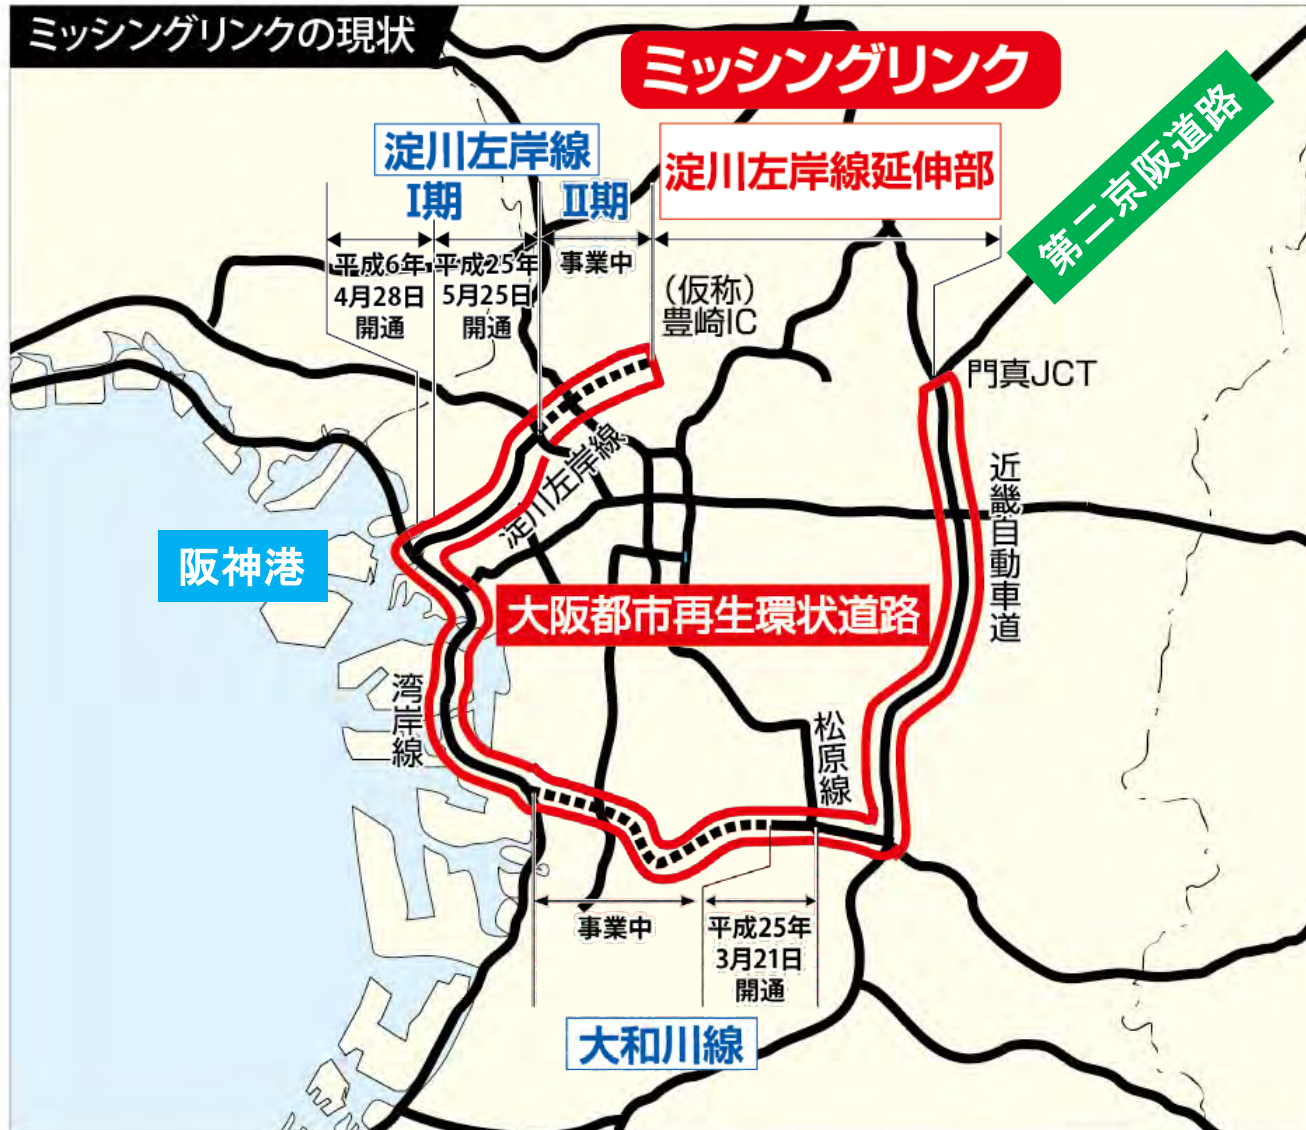 ミッシングリンクの現状
ミッシングリンク
淀川左岸線
淀川左岸線延伸部
第二京阪道路
Ⅰ期
Ⅱ期
平成6年
4月28日
開通
平成25年
5月25日
開通
事業中
(仮称)
豊崎IC
門真JCT
淀川左岸線
近畿自動車道
阪神港
大阪都市再生環状道路
湾岸線
松原線
事業中
平成25年
3月21日
開通
大和川線